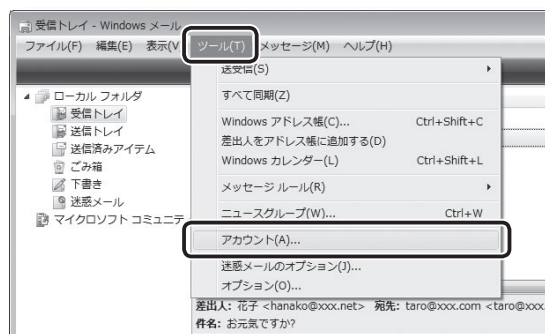 受信トレイ - Windows メール
ファイル(F) 編集(E) 表示(V ツール(T) メッセージ(M) ヘルプ(H)
送受信(S)
すべて同期(Z)
Windows アドレス帳(C)... Ctrl+Shift+C
差出人をアドレス帳に追加する(D)
Windows カレンダー(L) Ctrl+Shift+L
メッセージ ルール(R)
ニュースグループ(W)... Ctrl+W
アカウント(A)...
迷惑メールのオプション(J)...
オプション(O)...
ローカル フォルダ
受信トレイ
送信トレイ
送信済みアイテム
ごみ箱
下書き
迷惑メール
マイクロソフト コミュニテ
差出人: 花子 <hanako@xxx.net> 宛先: taro@xxx.com <taro@xxx
件名: お元気ですか?